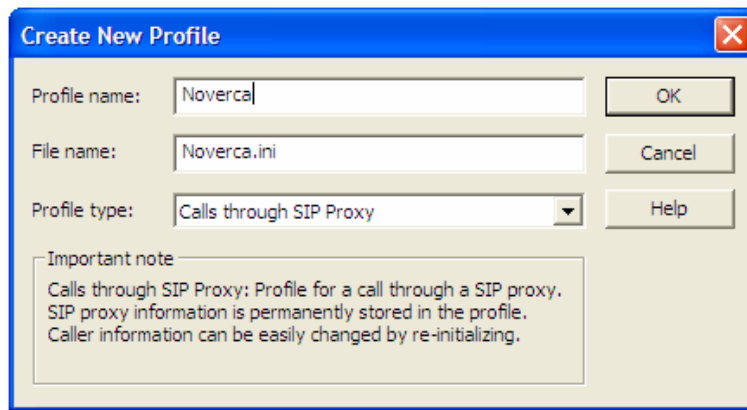 Create New Profile
Profile name:
Noverca
OK
File name:
Noverca.ini
Cancel
Profile type:
Calls through SIP Proxy
Help
Important note
Calls through SIP Proxy: Profile for a call through a SIP proxy.
SIP proxy information is permanently stored in the profile.
Caller information can be easily changed by re-initializing.